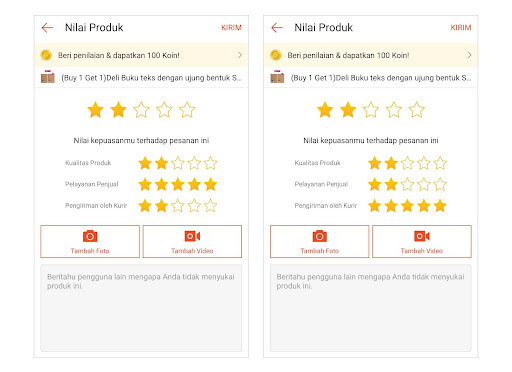 Nilai Produk KIRIM
Beri penilaian & dapatkan 100 Koin!
(Buy 1 Get 1)Deli Buku teks dengan ujung bentuk S...
Nilai kepuasanmu terhadap pesanan ini
Kualitas Produk
Pelayanan Penjual
Pengiriman oleh Kurir
Tambah Foto Tambah Video
Beritahu pengguna lain mengapa Anda tidak menyukai
produk ini.
Nilai Produk KIRIM
Beri penilaian & dapatkan 100 Koin!
(Buy 1 Get 1)Deli Buku teks dengan ujung bentuk S...
Nilai kepuasanmu terhadap pesanan ini
Kualitas Produk
Pelayanan Penjual
Pengiriman oleh Kurir
Tambah Foto Tambah Video
Beritahu pengguna lain mengapa Anda tidak menyukai
produk ini.